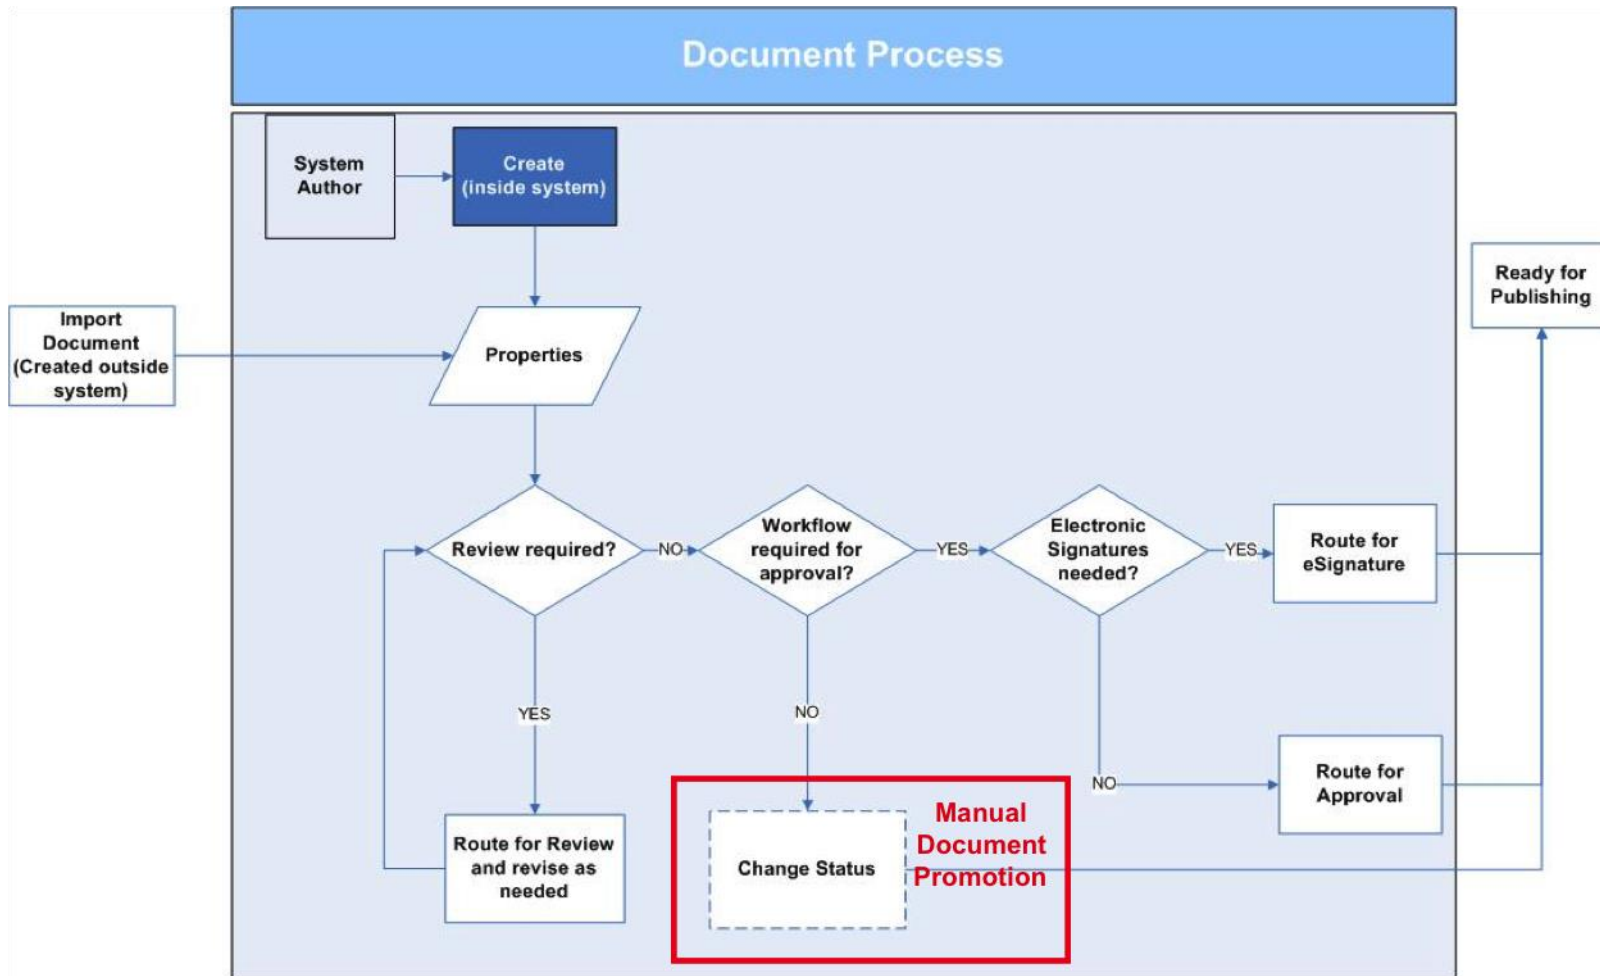 Document Process
System
Author
Create
(inside system)
Ready for
Publishing
Import
Document
(Created outside
system)
Properties
Review required?
NO
Workflow
required for
approval?
YES
Electronic
Signatures
needed?
YES
Route for
eSignature
YES
NO
NO
Route for
Approval
Route for Review
and revise as
needed
Change Status
Manual
Document
Promotion